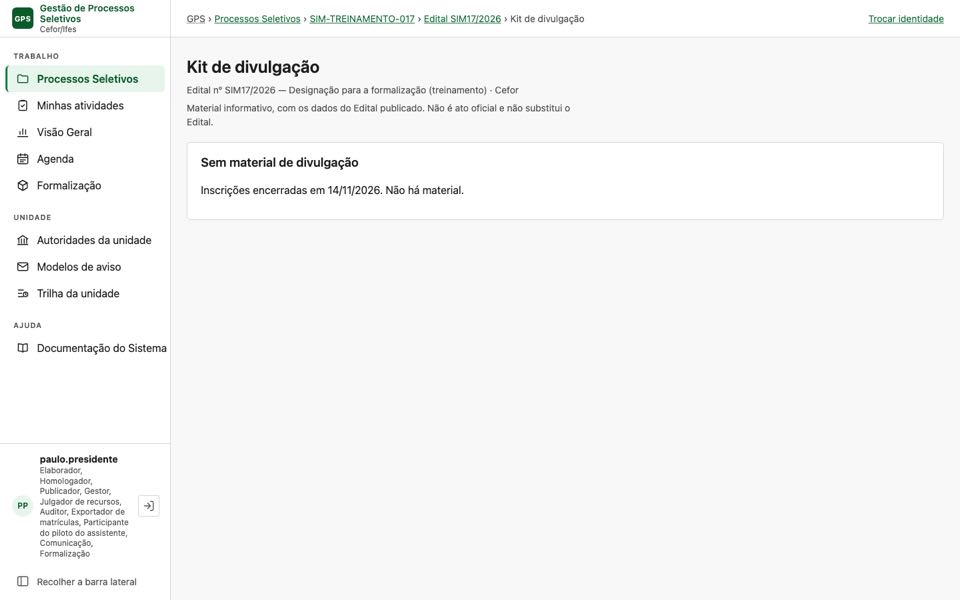 GPS
Gestão de Processos
Seletivos
Cefor/Ifes
GPS › Processos Seletivos › SIM-TREINAMENTO-017 › Edital SIM17/2026 › Kit de divulgação
Trocar identidade
TRABALHO
Processos Seletivos
Minhas atividades
Visão Geral
Agenda
Formalização
UNIDADE
Autoridades da unidade
Modelos de aviso
Trilha da unidade
AJUDA
Documentação do Sistema
Kit de divulgação
Edital nº SIM17/2026 — Designação para a formalização (treinamento) · Cefor
Material informativo, com os dados do Edital publicado. Não é ato oficial e não substitui o
Edital.
Sem material de divulgação
Inscrições encerradas em 14/11/2026. Não há material.
PP
paulo.presidente
Elaborador,
Homologador,
Publicador, Gestor,
Julgador de recursos,
Auditor, Exportador de
matrículas, Participante
do piloto do assistente,
Comunicação,
Formalização
Recolher a barra lateral